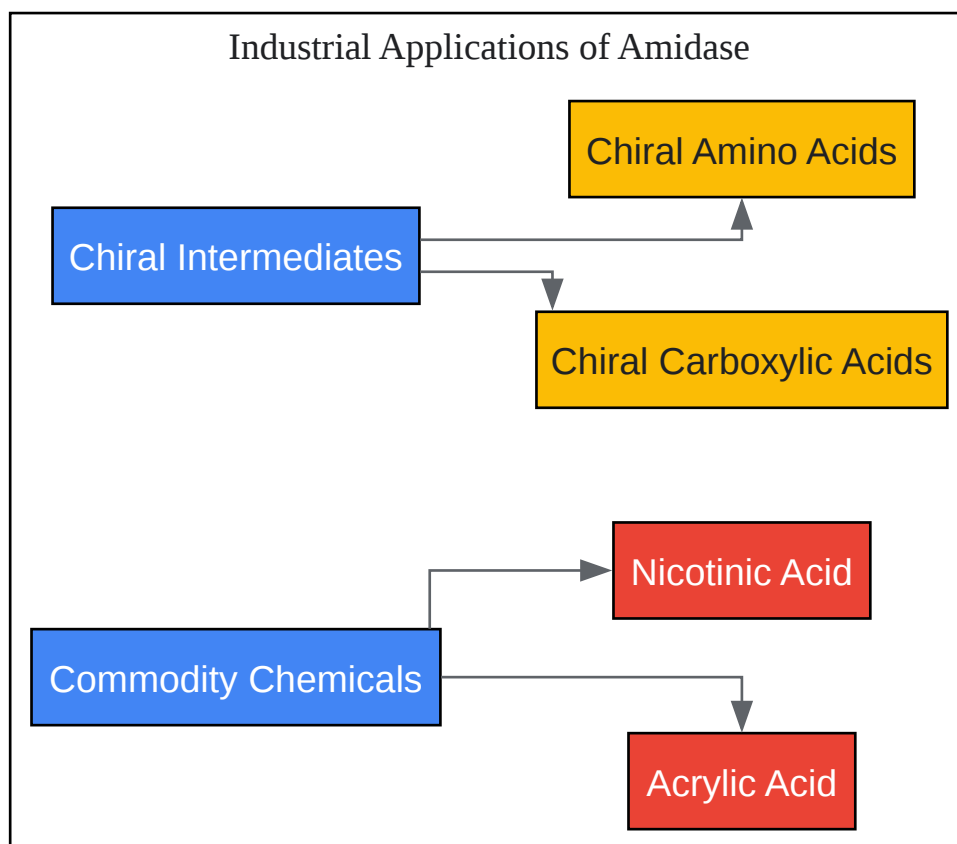 Industrial Applications of Amidase
Chiral Amino Acids
Chiral Intermediates
Chiral Carboxylic Acids
Nicotinic Acid
Commodity Chemicals
Acrylic Acid